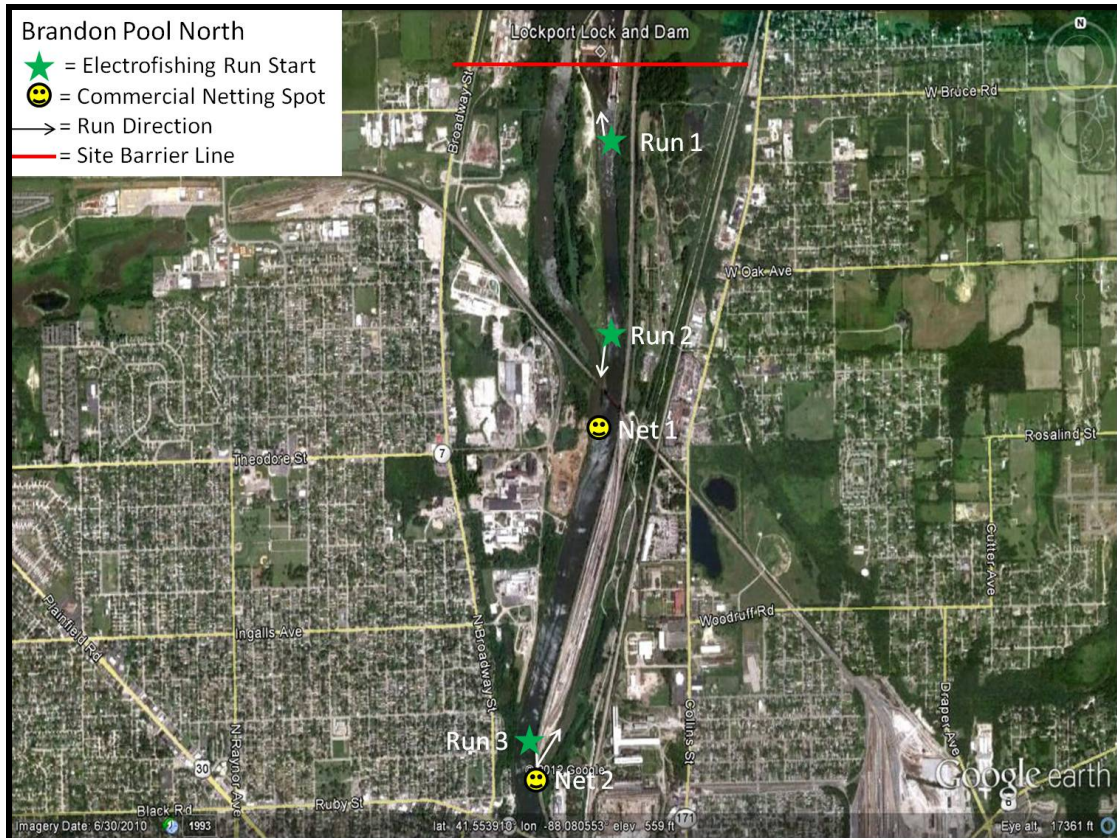 Brandon Pool North
= Electrofishing Run Start
= Commercial Netting Spot
= Run Direction
= Site Barrier Line
Lockport Lock and Dam
N
Broadway St
W Bruce Rd
Run 1
W Oak Ave
Run 2
Net 1
Rosalind St
Theodore St
7
Cutter Ave
Plainfield Rd
Ingalls Ave
N Broadway St
Woodruff Rd
N Raynor Ave
Collins St
Draper Ave
Run 3
30
© 2012 Google
Net 2
Google earth
Black Rd
Ruby St
171
Imagery Date: 6/30/2010
1993
lat 41.553910° lon -88.080553° elev 559 ft
Eye alt 17361 ft